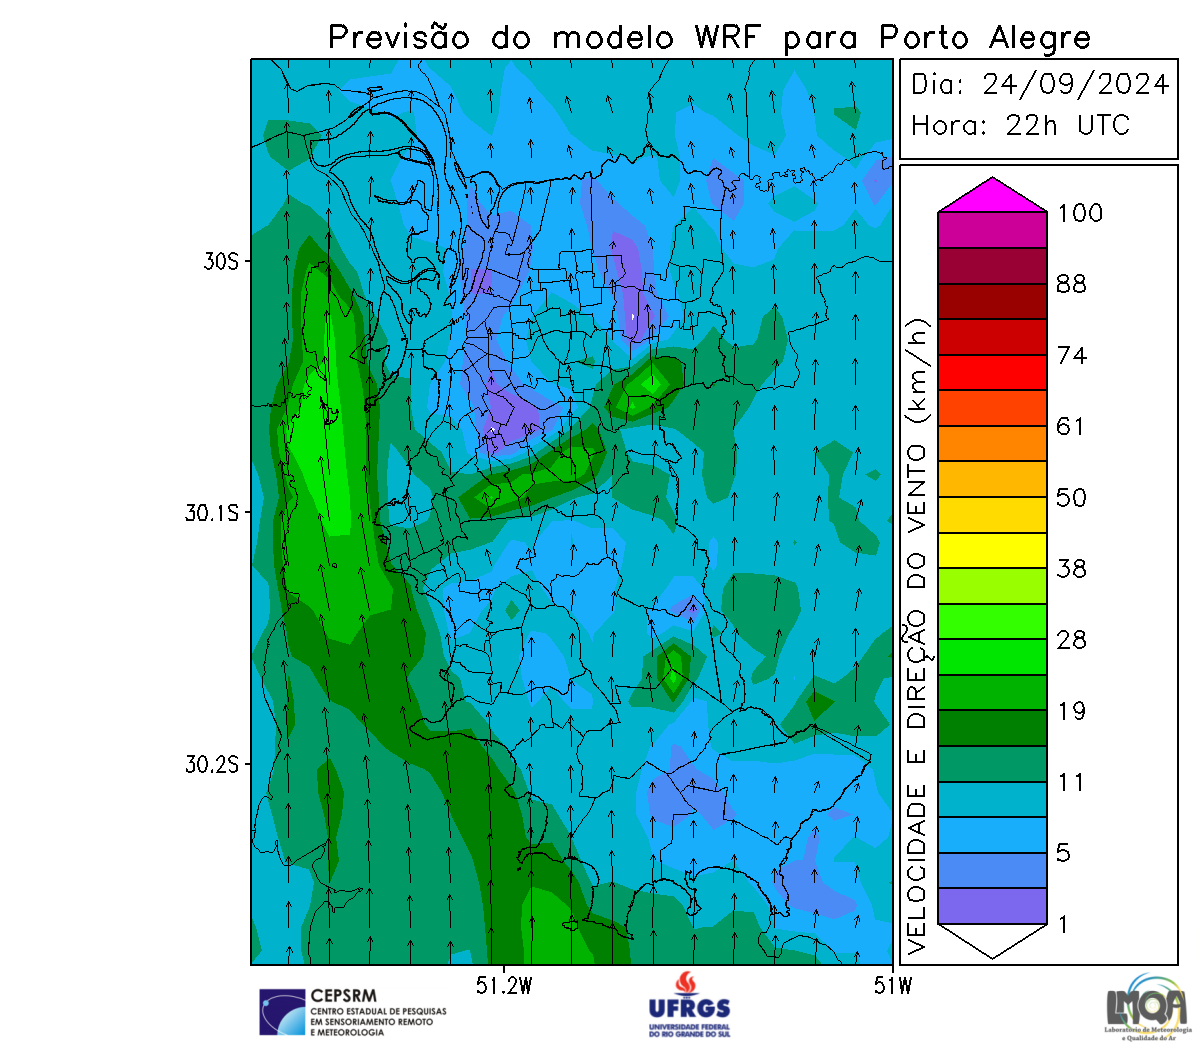 Previsão do modelo WRF para Porto Alegre
Dia: 24/09/2024
Hora: 22h UTC
30S
30.1S
30.2S
51.2W
51W
VELOCIDADE E DIREÇÃO DO VENTO (km/h)
100
88
74
61
50
38
28
19
11
5
1
CEPSRM
CENTRO ESTADUAL DE PESQUISAS
EM SENSORIAMENTO REMOTO
E METEOROLOGIA
UFRGS
UNIVERSIDADE FEDERAL
DO RIO GRANDE DO SUL
LMQA
Laboratório de Meteorologia
e Qualidade do Ar